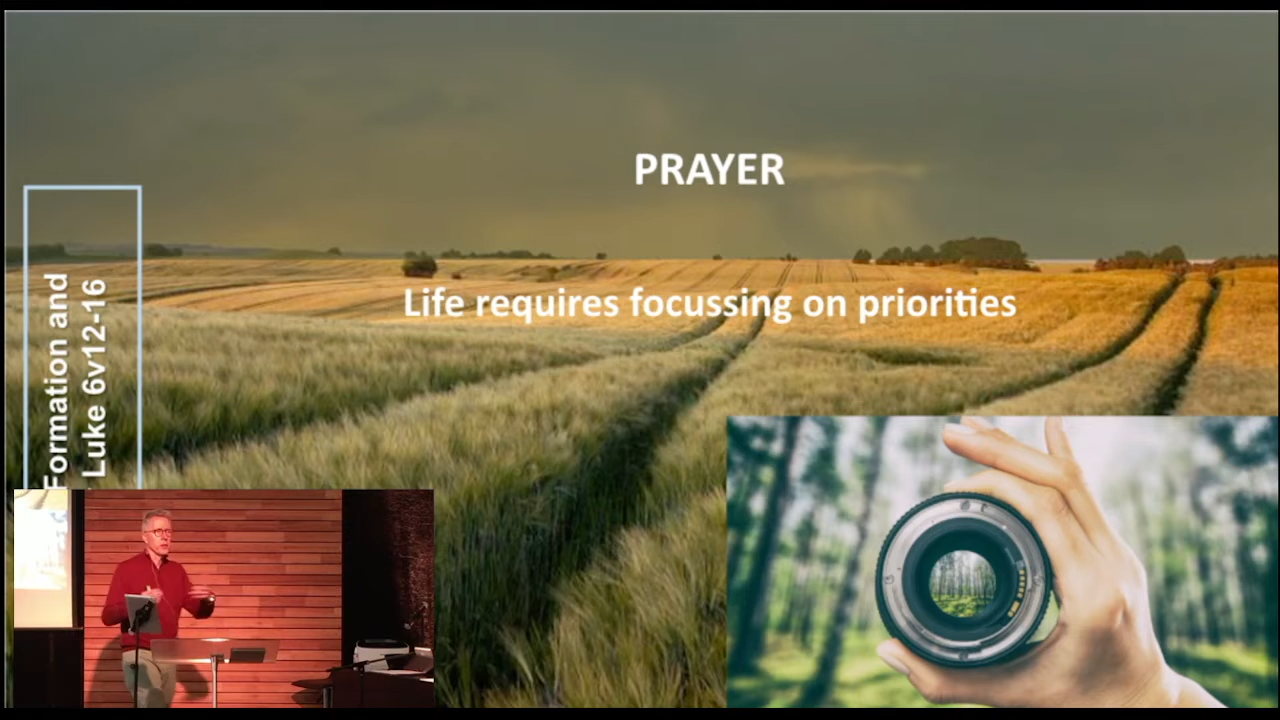 PRAYER
Life requires focussing on priorities
Formation and
Luke 6v12-16